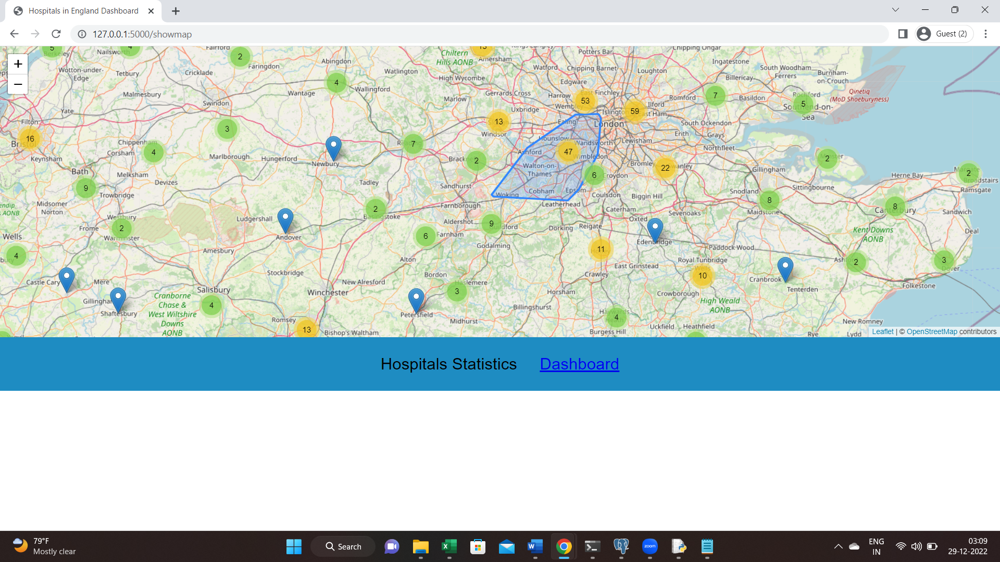 Hospitals in England Dashboard
127.0.0.1:5000/showmap
Guest (2)
+
−
5
Berkeley
Nailsworth
4
Fairford
2
Faringdon
Abingdon
Watlington
Chiltern
Hills AONB
Amersham
Potters Bar
Chipping Ongar
Ingatestone
South Woodham
Ferrers
Burnham-
on-Crouch
Wotton-under-
Edge
Tetbury
Cricklade
High Wycombe
Watford
Chipping Barnet
Loughton
Billericay
4
Wallingford
Edgware
Malmesbury
Wantage
Marlow
Gerrards Cross
Harrow
East Finchley
53
Romford
7
Basildon
Rochford
5
Southend-on-
Sea
Qinetiq
(MoD Shoeburyness)
Yate
Swindon
Uxbridge
Wembley
Islington
59
Ilford
East Ham
Filton
3
13
Windsor
Ealing
London
South Ockendon
16
Bristol
Chippenham
4
Corsham
Marlborough
Hungerford
Newbury
Reading
7
Hounslow
Wandsworth
Lewisham
Erith
Grays
Keynsham
Bracknell
2
Ashford
47
Wimbledon
Northfleet
2
Bath
Melksham
Walton-on-
Thames
Bromley
22
Swanley
Gillingham
Herne Bay
Margate
2
Broadstairs
Ramsgate
9
Devizes
Tadley
Sandhurst
6
Croydon
Sittingbourne
Trowbridge
Woking
Cobham
Epsom
Coulsdon
Biggin Hill
Snodland
Midsomer
Norton
Farnborough
Leatherhead
Caterham
Sevenoaks
8
Maidstone
8
Canterbury
Sandwich
AONB
Westbury
2
Warminster
Ludgershall
2
Basingstoke
Aldershot
9
Guildford
Dorking
Reigate
Oxted
Kent Downs
AONB
Deal
Frome
Wells
Andover
6
Farnham
Godalming
Edenbridge
Paddock Wood
4
Amesbury
Alton
11
Royal Tunbridge
Wells
2
3
Dover
Stockbridge
Bordon
Crawley
East Grinstead
10
Cranbrook
Castle Cary
Mere
New Alresford
Haslemere
Tenterden
Folkestone
Salisbury
Winchester
3
Horsham
Crowborough
Gillingham
Cranborne
Chase &
West Wiltshire
Downs
AONB
4
High Weald
AONB
Shaftesbury
Petersfield
Billingshurst
Haywards
Heath
4
Romsey
13
Bishop's Waltham
Midhurst
Burgess Hill
Uckfield
Heathfield
New Romney
Rye
Lydd
Leaflet | © OpenStreetMap contributors
Hospitals Statistics Dashboard
79°F
Mostly clear
Search
zoom
ENG
IN
03:09
29-12-2022